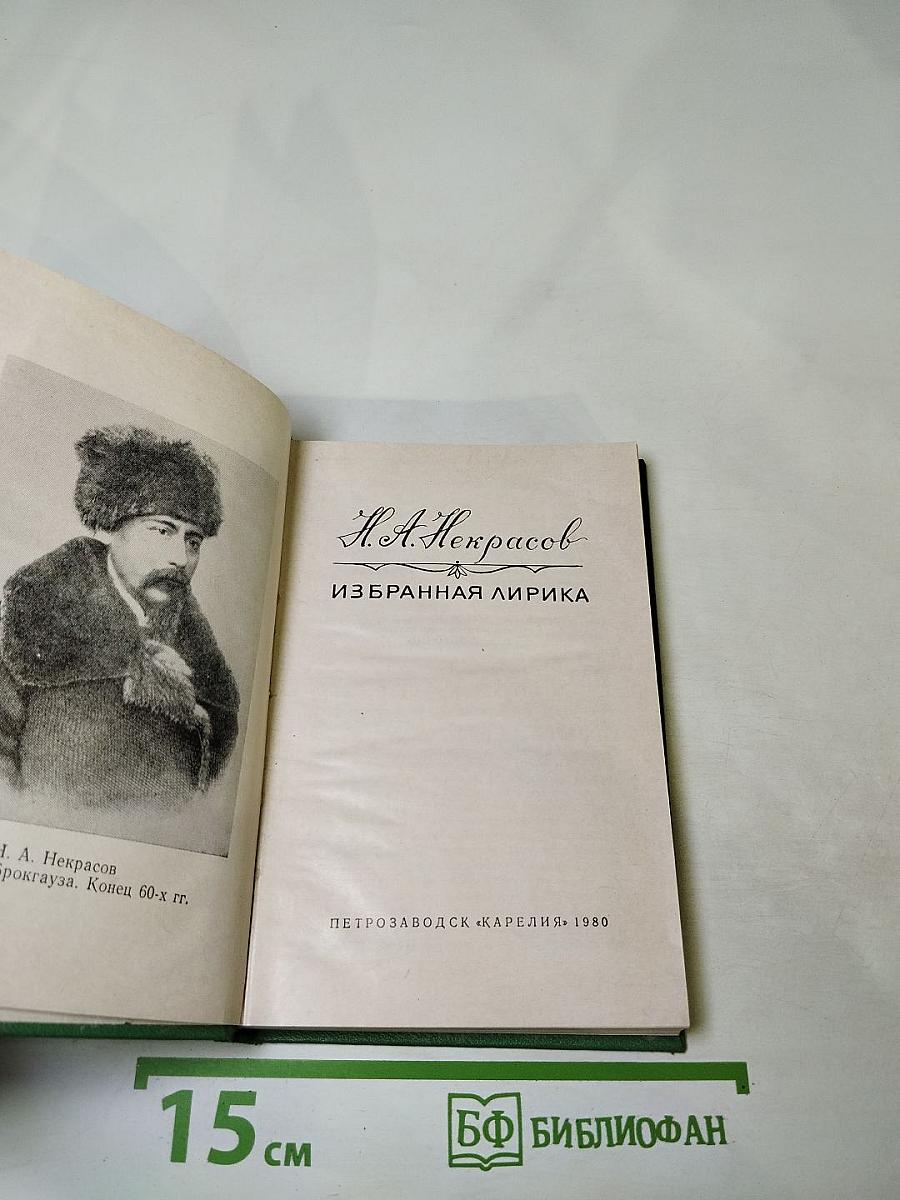 Н. А. Некрасов
брокгауза. Конец 60-х гг.
Н. А. Некрасов
ИЗБРАННАЯ ЛИРИКА
ПЕТРОЗАВОДСК «КАРЕЛИЯ» 1980
15 см
БФ БИБЛИОФАН